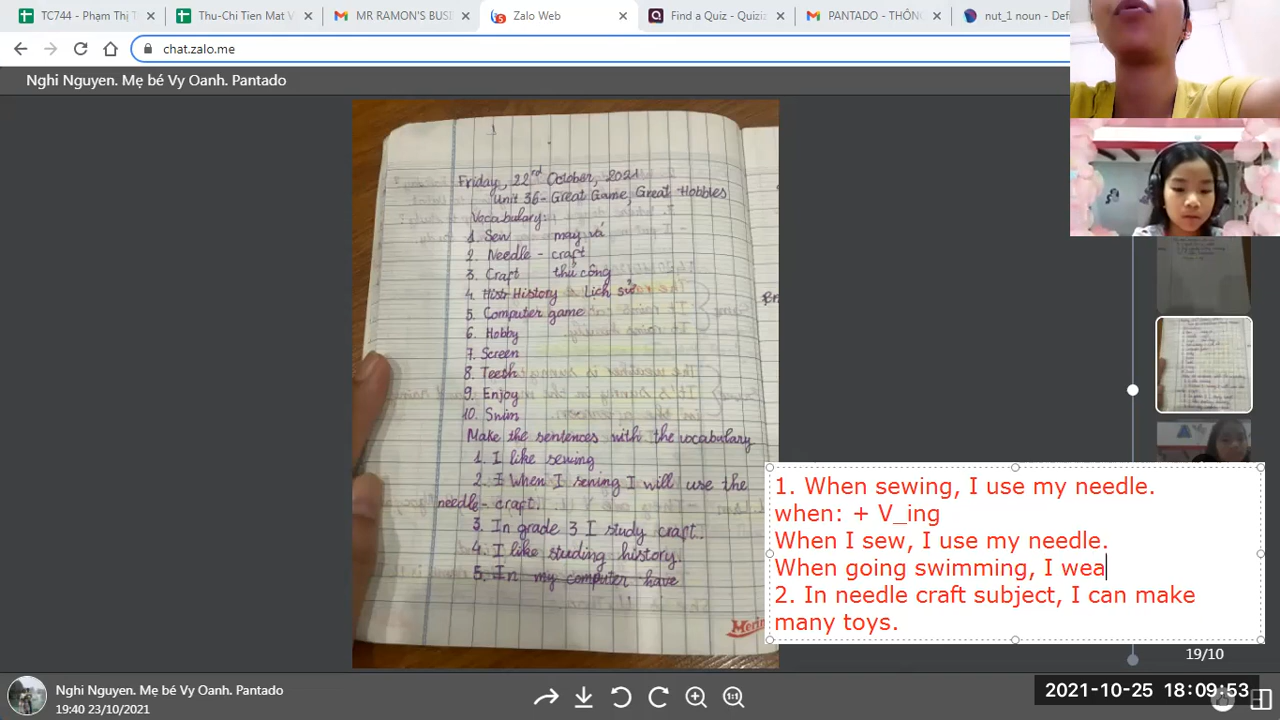 TC744 - Phạm Thị T
Thu-Chi Tien Mat V
MR RAMON'S BUSI
Zalo Web
Find a Quiz - Quiziz
PANTADO - THÔNG
nut_1 noun - Def
chat.zalo.me
Nghi Nguyen. Mẹ bé Vy Oanh. Pantado
Friday, 22nd October, 2021
Unit 36 - Great Game, Great Hobbles
Vocabulary:
1. Sew may vá
2. Needle - craft
3. Craft thủ công
4. Histr History Lịch sử
5. Computer game
6. Hobby
7. Screen
8. Teeth
9. Enjoy
10. Swim
Make the sentences with the vocabulary
1. I like sewing
2. I when I sening I will use the
needle - craft.
3. In grade 3 I study craft.
4. I like studing history
5. In my computer have
1. When sewing, I use my needle.
when: + V_ing
When I sew, I use my needle.
When going swimming, I wea
2. In needle craft subject, I can make
many toys.
19/10
Nghi Nguyen. Mẹ bé Vy Oanh. Pantado
19:40 23/10/2021
1:1
2021-10-25 18:09:53